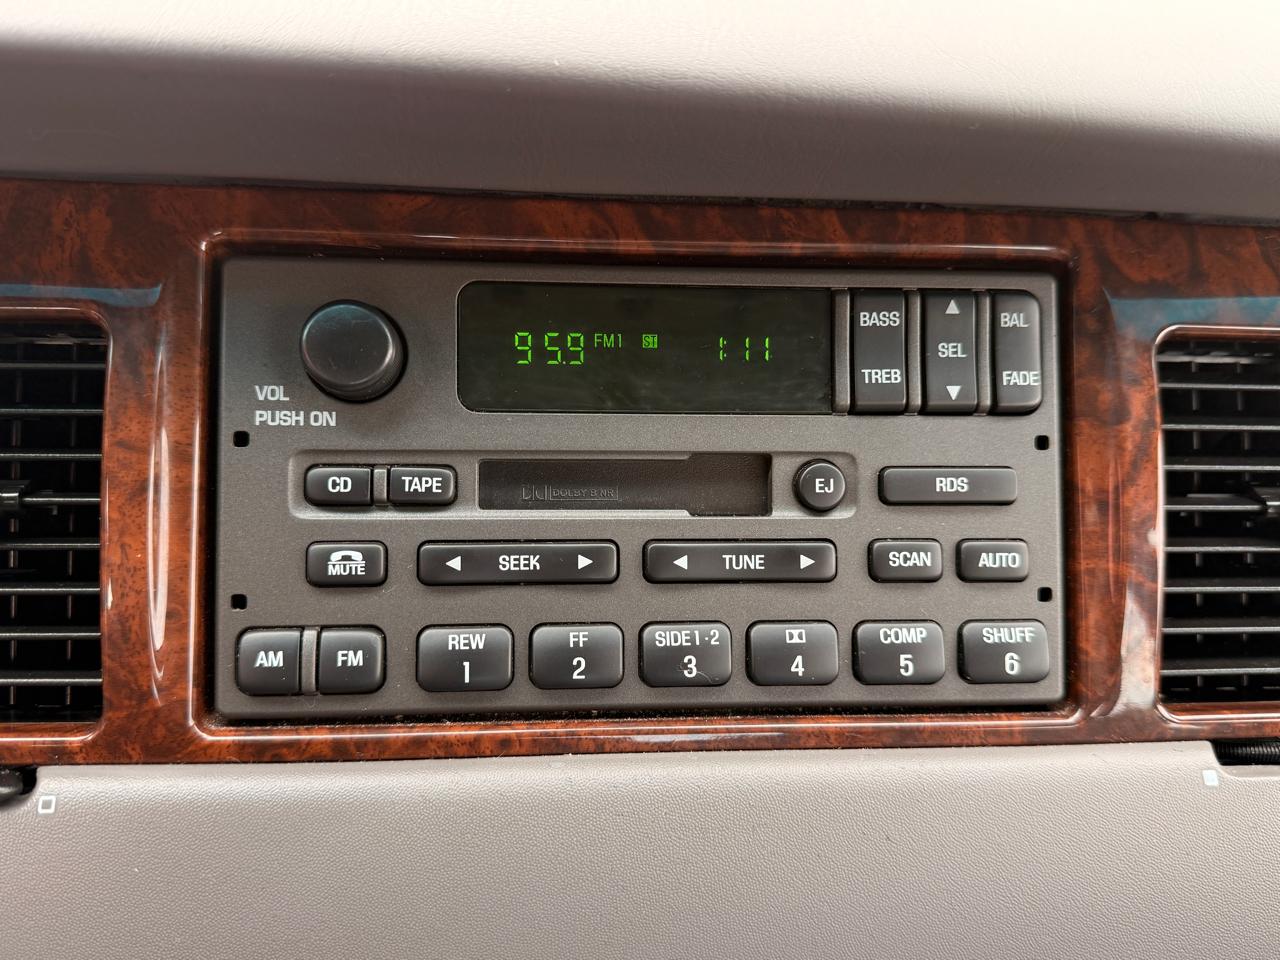 95.9 FM1 ST 1:11
BASS SEL BAL
TREB FADE
VOL
PUSH ON
CD TAPE DOLBY B NR EJ RDS
MUTE SEEK TUNE SCAN AUTO
AM FM
REW
1
FF
2
SIDE 1·2
3
4
COMP
5
SHUFF
6